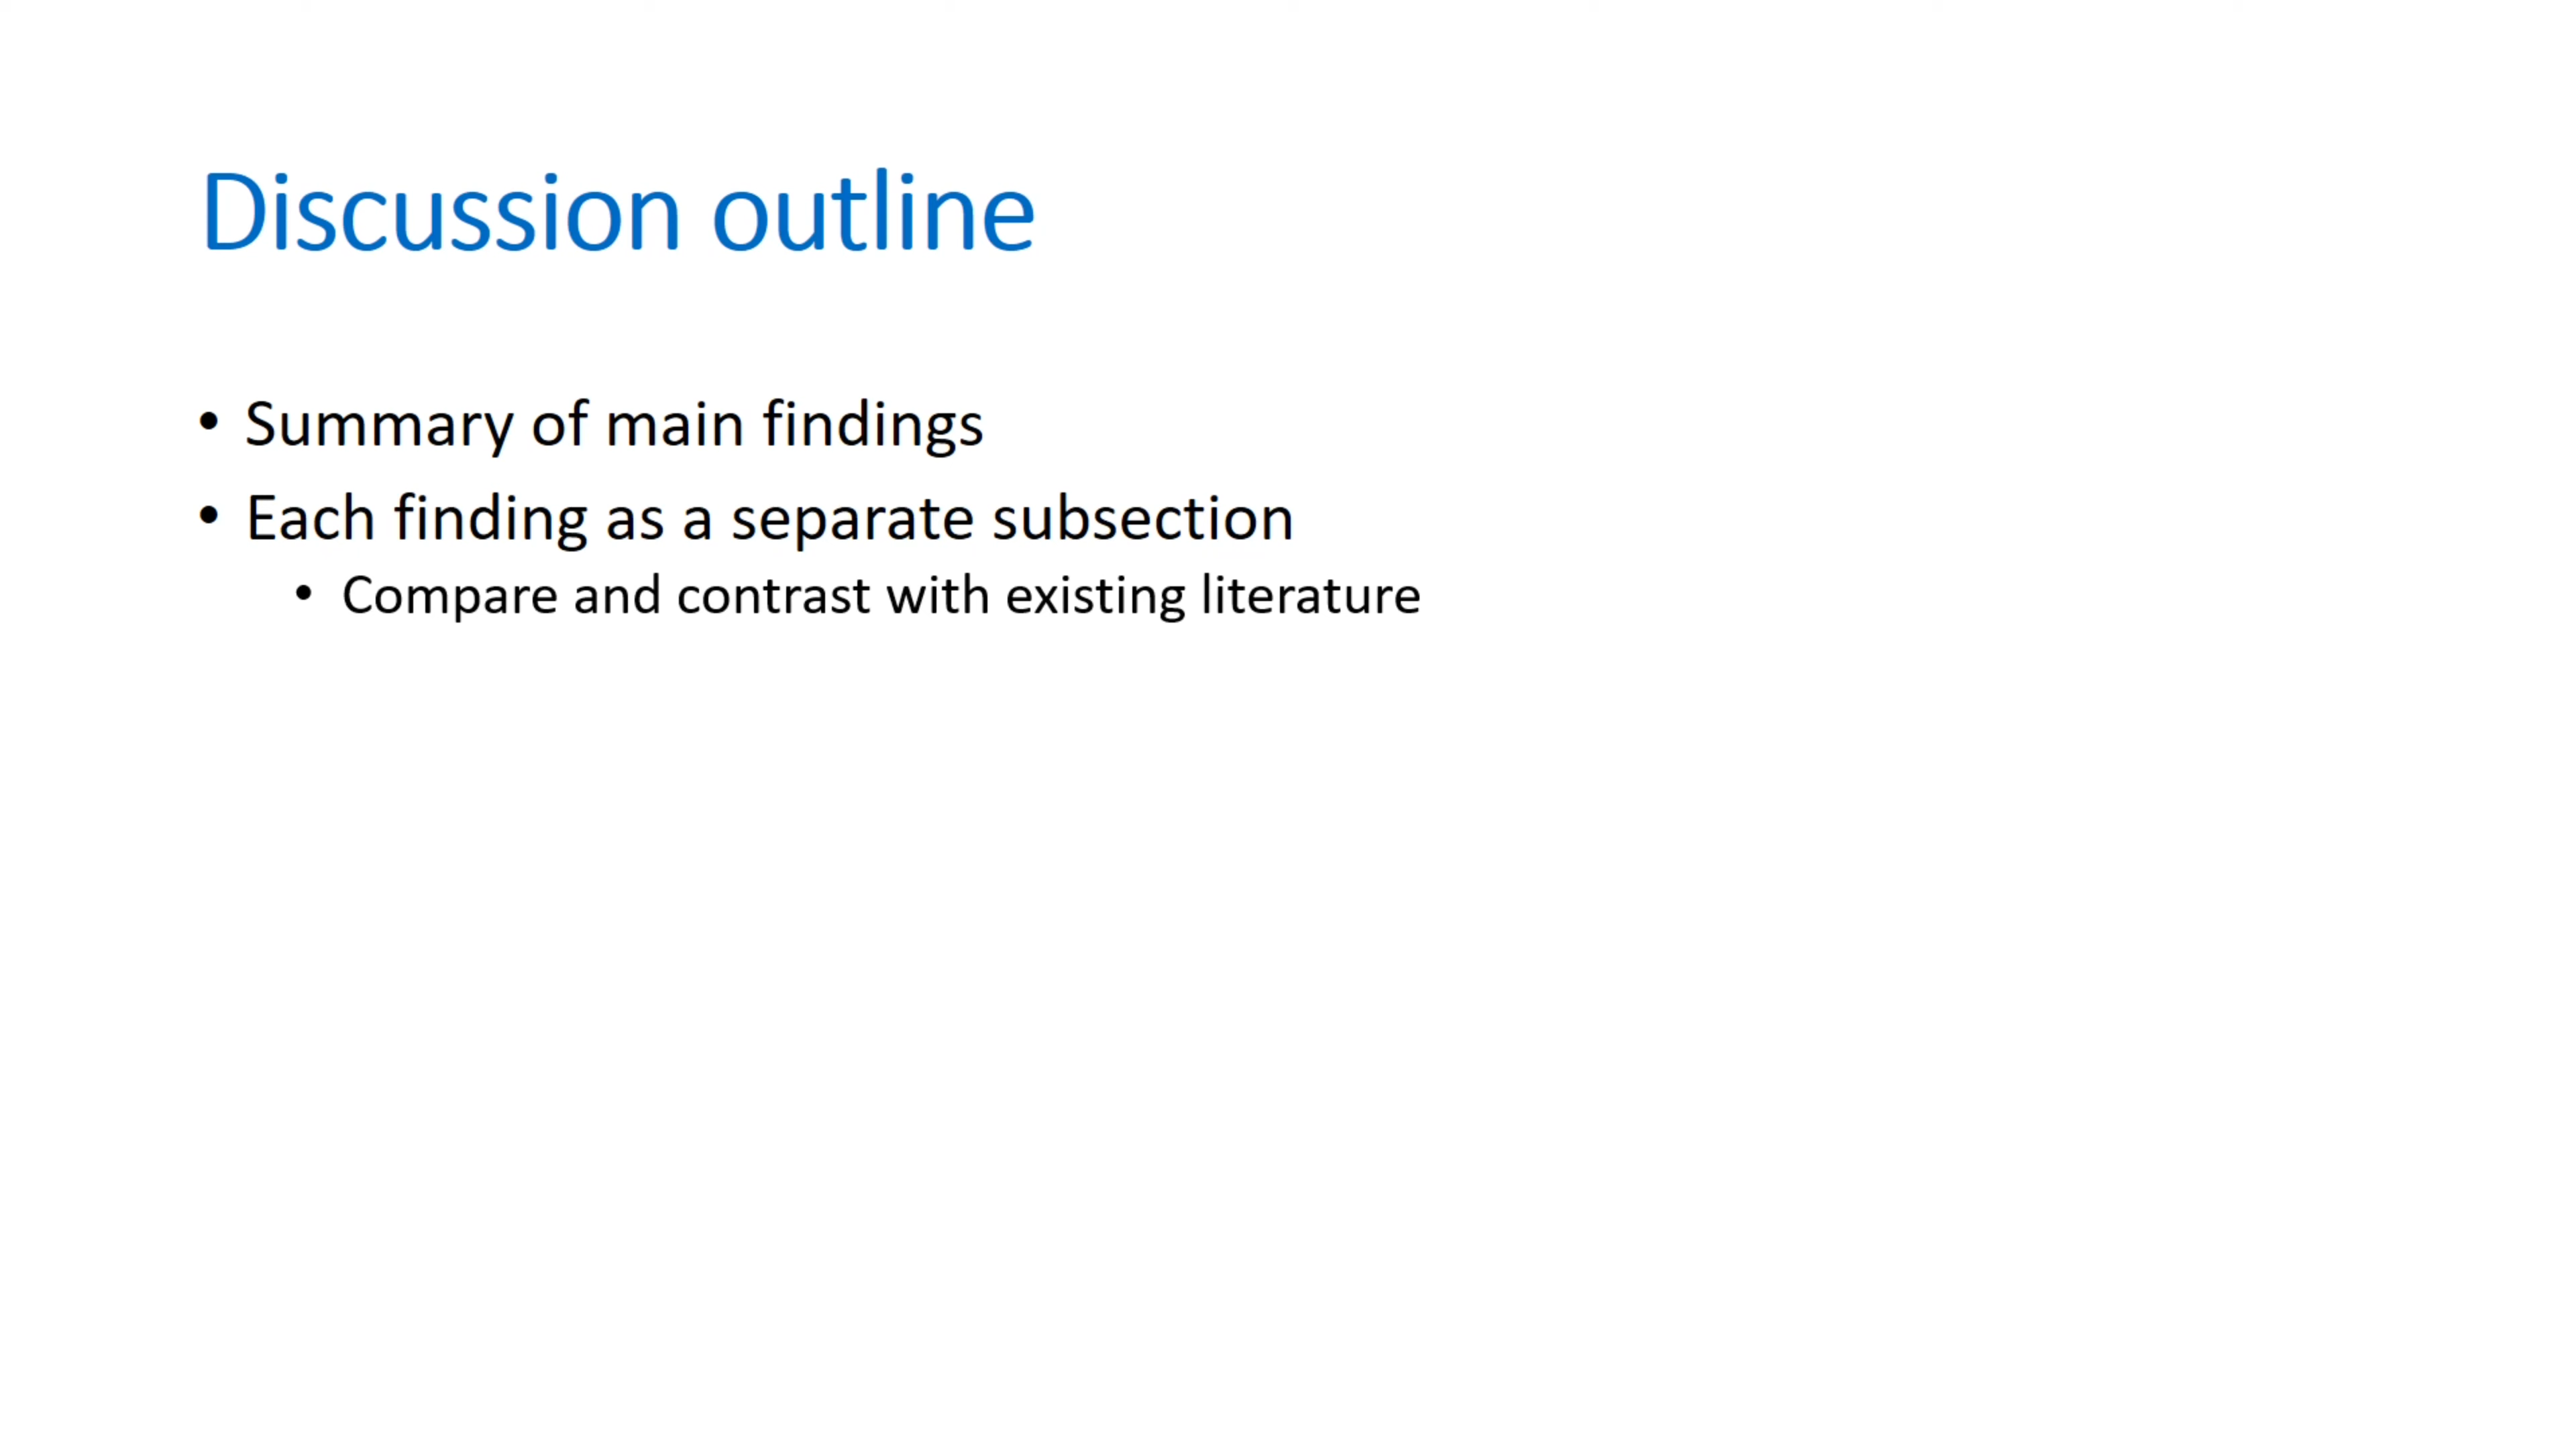 Discussion outline
• Summary of main findings
• Each finding as a separate subsection
• Compare and contrast with existing literature